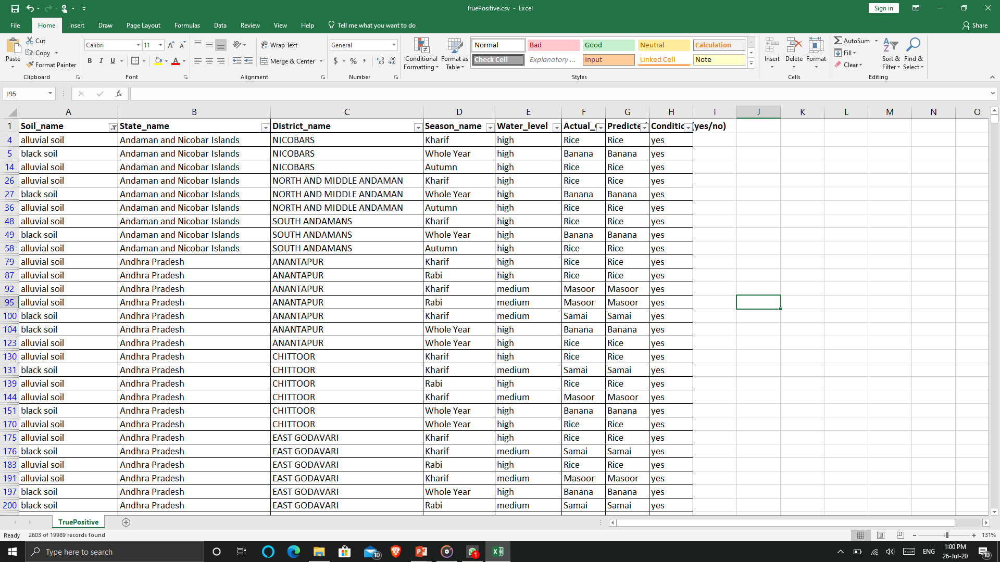 TruePositive.csv - Excel
Sign in
File Home Insert Draw Page Layout Formulas Data Review View Help Tell me what you want to do Share
Paste Cut Copy Format Painter Clipboard
Calibri 11 B I U Font
Wrap Text Merge & Center Alignment
General $ % Number
Conditional Formatting Format as Table
Normal Bad Good Neutral Calculation
Check Cell Explanatory ... Input Linked Cell Note
Styles
Insert Delete Format Cells
AutoSum Fill Clear Sort & Filter Find & Select Editing
J95 fx
A B C D E F G H I J K L M N O
1 Soil_name State_name District_name Season_name Water_level Actual_ Predicte Conditio (yes/no)
4 alluvial soil Andaman and Nicobar Islands NICOBARS Kharif high Rice Rice yes
5 black soil Andaman and Nicobar Islands NICOBARS Whole Year high Banana Banana yes
14 alluvial soil Andaman and Nicobar Islands NICOBARS Autumn high Rice Rice yes
26 alluvial soil Andaman and Nicobar Islands NORTH AND MIDDLE ANDAMAN Kharif high Rice Rice yes
27 black soil Andaman and Nicobar Islands NORTH AND MIDDLE ANDAMAN Whole Year high Banana Banana yes
36 alluvial soil Andaman and Nicobar Islands NORTH AND MIDDLE ANDAMAN Autumn high Rice Rice yes
48 alluvial soil Andaman and Nicobar Islands SOUTH ANDAMANS Kharif high Rice Rice yes
49 black soil Andaman and Nicobar Islands SOUTH ANDAMANS Whole Year high Banana Banana yes
58 alluvial soil Andaman and Nicobar Islands SOUTH ANDAMANS Autumn high Rice Rice yes
79 alluvial soil Andhra Pradesh ANANTAPUR Kharif high Rice Rice yes
87 alluvial soil Andhra Pradesh ANANTAPUR Rabi high Rice Rice yes
92 alluvial soil Andhra Pradesh ANANTAPUR Kharif medium Masoor Masoor yes
95 alluvial soil Andhra Pradesh ANANTAPUR Rabi medium Masoor Masoor yes
100 black soil Andhra Pradesh ANANTAPUR Kharif medium Samai Samai yes
104 black soil Andhra Pradesh ANANTAPUR Whole Year high Banana Banana yes
123 alluvial soil Andhra Pradesh ANANTAPUR Whole Year high Rice Rice yes
130 alluvial soil Andhra Pradesh CHITTOOR Kharif high Rice Rice yes
131 black soil Andhra Pradesh CHITTOOR Kharif medium Samai Samai yes
139 alluvial soil Andhra Pradesh CHITTOOR Rabi high Rice Rice yes
144 alluvial soil Andhra Pradesh CHITTOOR Kharif medium Masoor Masoor yes
151 black soil Andhra Pradesh CHITTOOR Whole Year high Banana Banana yes
170 alluvial soil Andhra Pradesh CHITTOOR Whole Year high Rice Rice yes
175 alluvial soil Andhra Pradesh EAST GODAVARI Kharif high Rice Rice yes
176 black soil Andhra Pradesh EAST GODAVARI Kharif medium Samai Samai yes
183 alluvial soil Andhra Pradesh EAST GODAVARI Rabi high Rice Rice yes
191 alluvial soil Andhra Pradesh EAST GODAVARI Kharif medium Masoor Masoor yes
197 black soil Andhra Pradesh EAST GODAVARI Whole Year high Banana Banana yes
200 black soil Andhra Pradesh EAST GODAVARI Rabi medium Samai Samai yes
TruePositive
Ready 2603 of 19989 records found 131%
Type here to search 10 1 ENG 1:00 PM 10
26-Jul-20